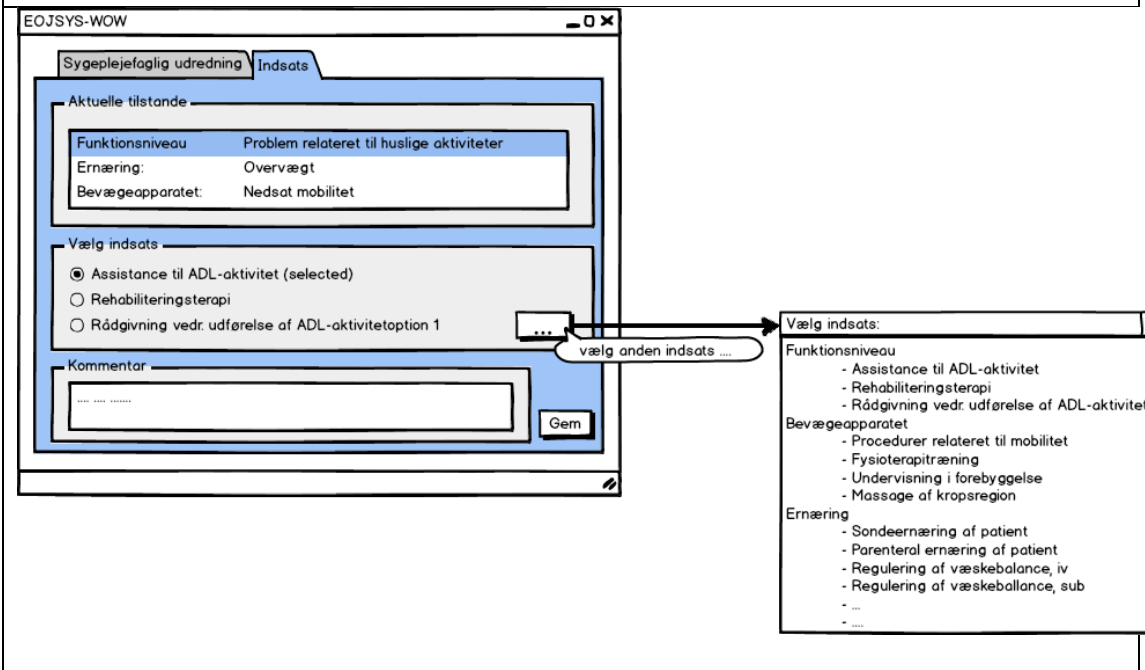 EOJSYS-WOW
Sygeplejefaglig udredning
Indsats
Aktuelle tilstande
Funktionsniveau Problem relateret til huslige aktiviteter
Ernæring: Overvægt
Bevægeapparatet: Nedsat mobilitet
Vælg indsats
Assistance til ADL-aktivitet (selected)
Rehabiliteringsterapi
Rådgivning vedr. udførelse af ADL-aktivitetoption 1
...
vælg anden indsats ....
Kommentar
.... .... .......
Gem
Vælg indsats:
Funktionsniveau
- Assistance til ADL-aktivitet
- Rehabiliteringsterapi
- Rådgivning vedr. udførelse af ADL-aktivitet
Bevægeapparatet
- Procedurer relateret til mobilitet
- Fysioterapitræning
- Undervisning i forebyggelse
- Massage af kropsregion
Ernæring
- Sondeernæring af patient
- Parenteral ernæring af patient
- Regulering af væskebalance, iv
- Regulering af væskeballance, sub
- ...
- ....